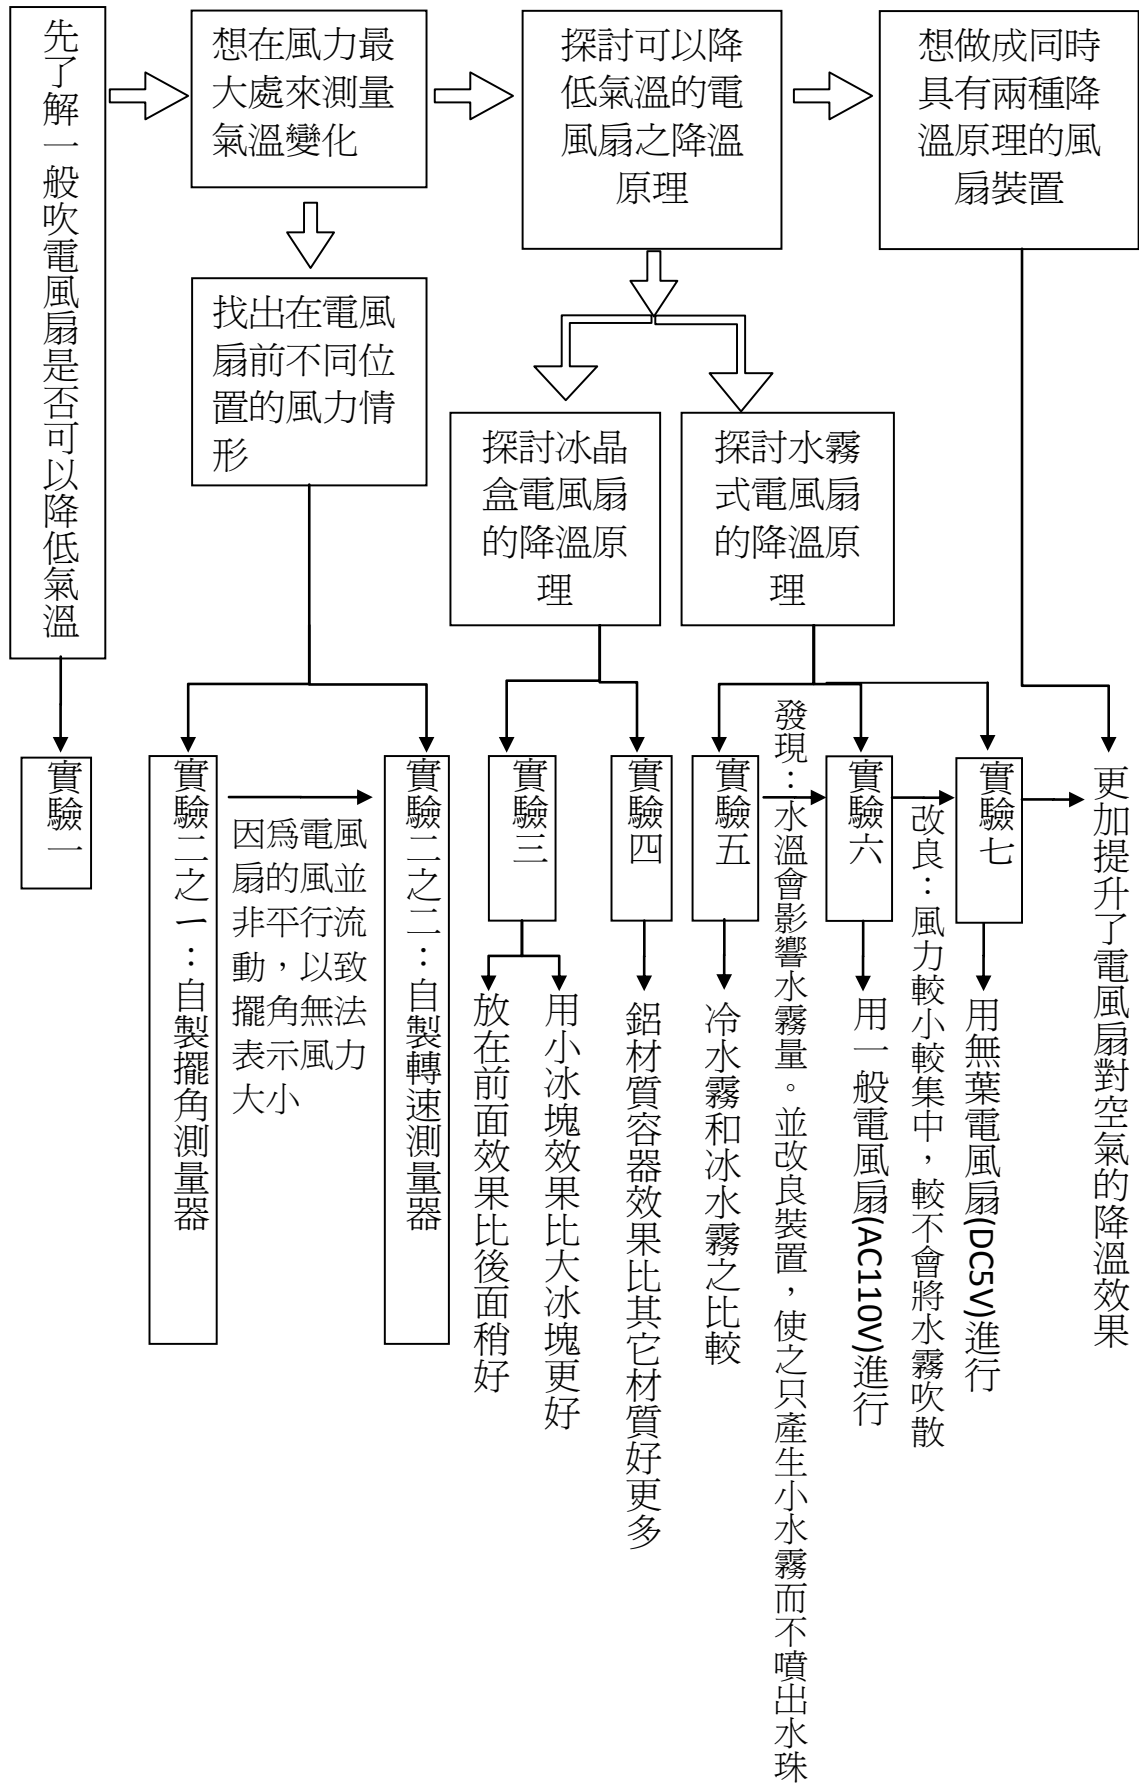 先了解一般吹電風扇是否可以降低氣溫
想在風力最
大處來測量
氣溫變化
探討可以降
低氣溫的電
風扇之降溫
原理
想做成同時
具有兩種降
溫原理的風
扇裝置
找出在電風
扇前不同位
置的風力情
形
探討冰晶
盒電風扇
的降溫原
理
探討水霧
式電風扇
的降溫原
理
實驗一
實驗二之一：自製擺角測量器
因為電風
扇的風並
非平行流
動，以致
擺角無法
表示風力
大小
實驗二之二：自製轉速測量器
實驗三
放在前面效果比後面稍好
用小冰塊效果比大冰塊更好
實驗四
鋁材質容器效果比其它材質好更多
實驗五
冷水霧和冰水霧之比較
發現：水溫會影響水霧量。並改良裝置，使之只產生小水霧而不噴出水珠
實驗六
用一般電風扇(AC110V)進行
改良：風力較小較集中，較不會將水霧吹散
實驗七
用無葉電風扇(DC5V)進行
更加提升了電風扇對空氣的降溫效果